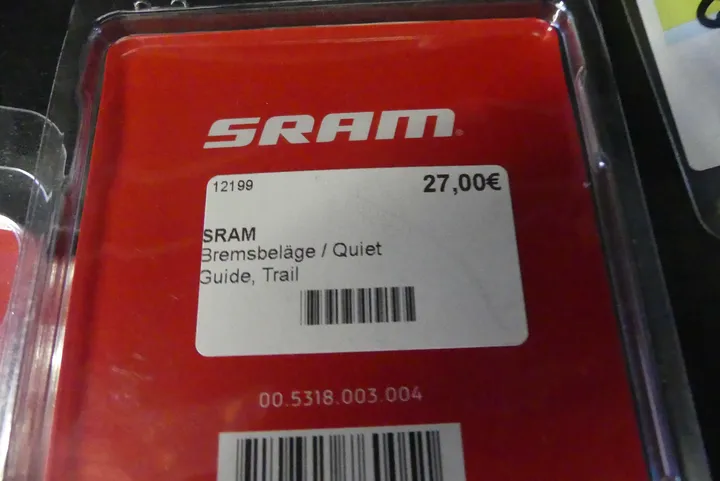 SRAM
12199 27,00€
SRAM
Bremsbeläge / Quiet
Guide, Trail
00.5318.003.004